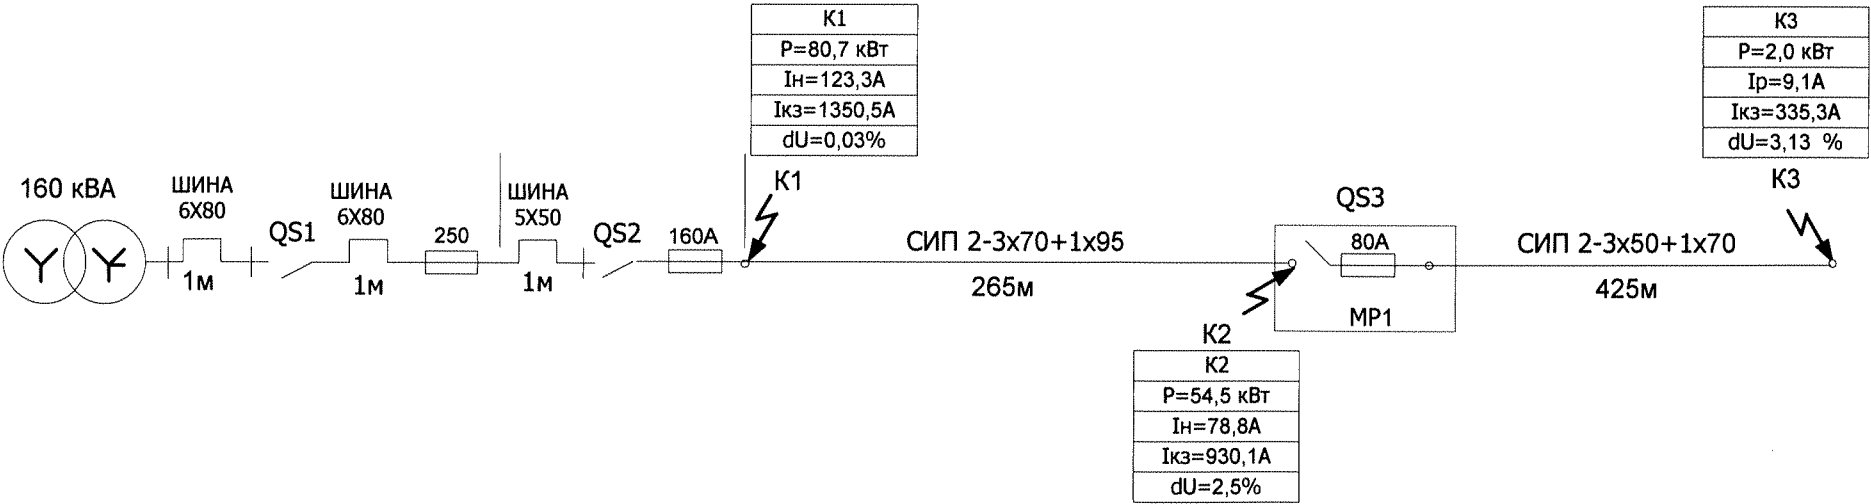 К1
Р=80,7 кВт
Iн=123,3А
Iкз=1350,5А
dU=0,03%
К3
Р=2,0 кВт
Iр=9,1А
Iкз=335,3А
dU=3,13 %
160 кВА
ШИНА
6Х80
1м
QS1
ШИНА
6Х80
1м
250
ШИНА
5Х50
1м
QS2
160А
К1
СИП 2-3х70+1х95
265м
QS3
80А
МР1
СИП 2-3х50+1х70
425м
К3
К2
К2
Р=54,5 кВт
Iн=78,8А
Iкз=930,1А
dU=2,5%